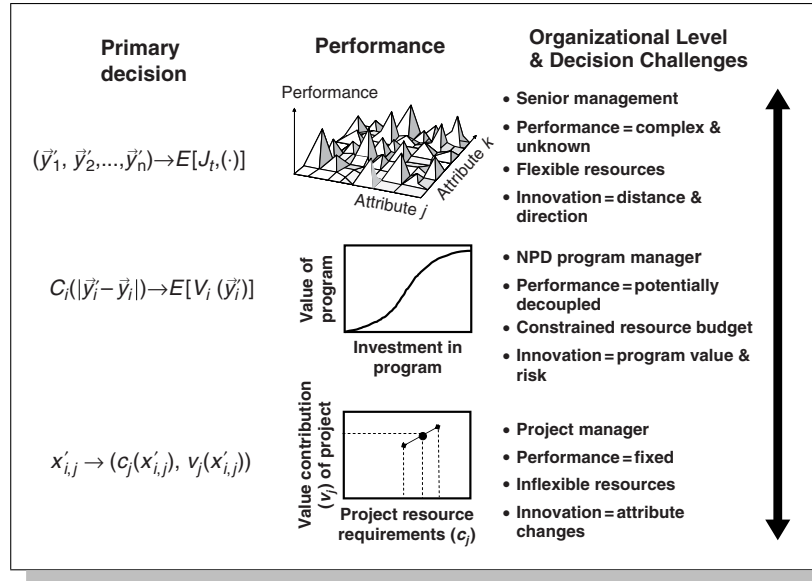 Primary
decision
Performance
Organizational Level
& Decision Challenges
(y⃗′₁, y⃗′₂,...,y⃗′ₙ)→E[Jₜ,(·)]
Performance
Attribute j
Attribute k
• Senior management
• Performance = complex &
unknown
• Flexible resources
• Innovation = distance &
direction
Cᵢ(|y⃗′ᵢ − y⃗ᵢ|)→E[Vᵢ (y⃗′ᵢ)]
Value of
program
Investment in
program
• NPD program manager
• Performance = potentially
decoupled
• Constrained resource budget
• Innovation = program value &
risk
x′ᵢ,ⱼ → (cⱼ(x′ᵢ,ⱼ), vⱼ(x′ᵢ,ⱼ))
Value contribution
(vⱼ) of project
Project resource
requirements (cⱼ)
• Project manager
• Performance = fixed
• Inflexible resources
• Innovation = attribute
changes